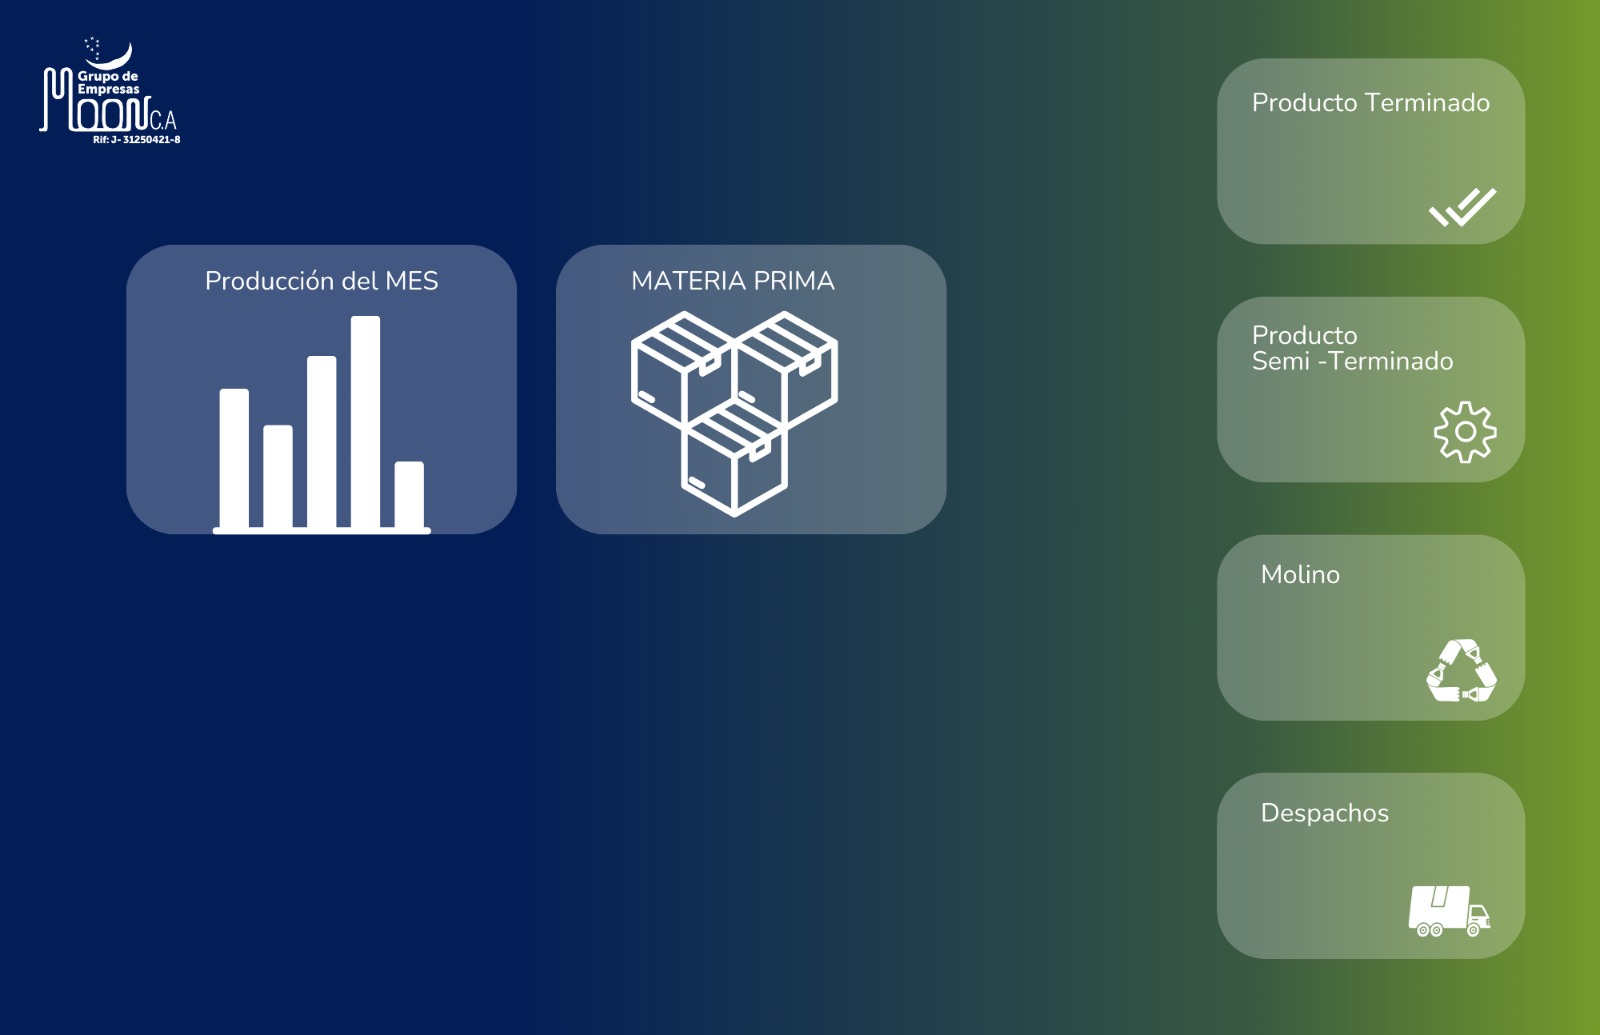 Grupo de
Empresas
Moon C.A
Rif: J- 31250421-8
Producción del MES
MATERIA PRIMA
Producto Terminado
Producto
Semi -Terminado
Molino
Despachos